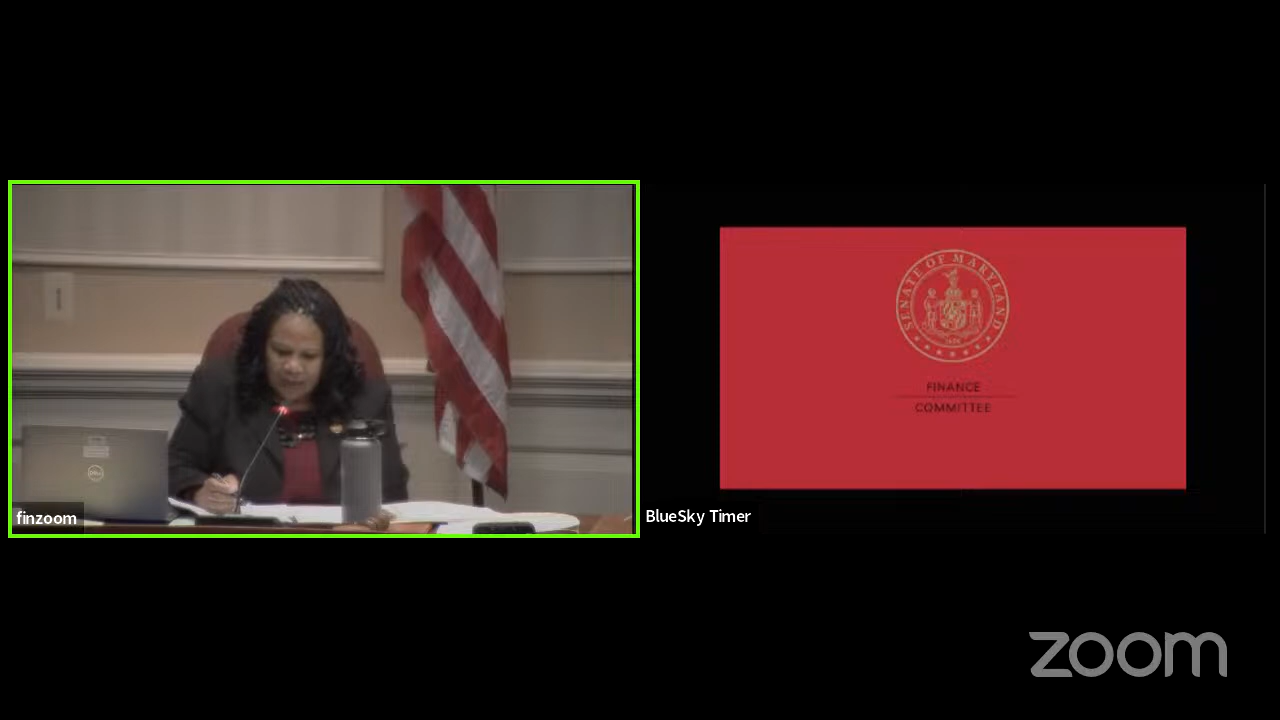 SENATE OF MARYLAND
FINANCE
COMMITTEE
finzoom
BlueSky Timer
zoom